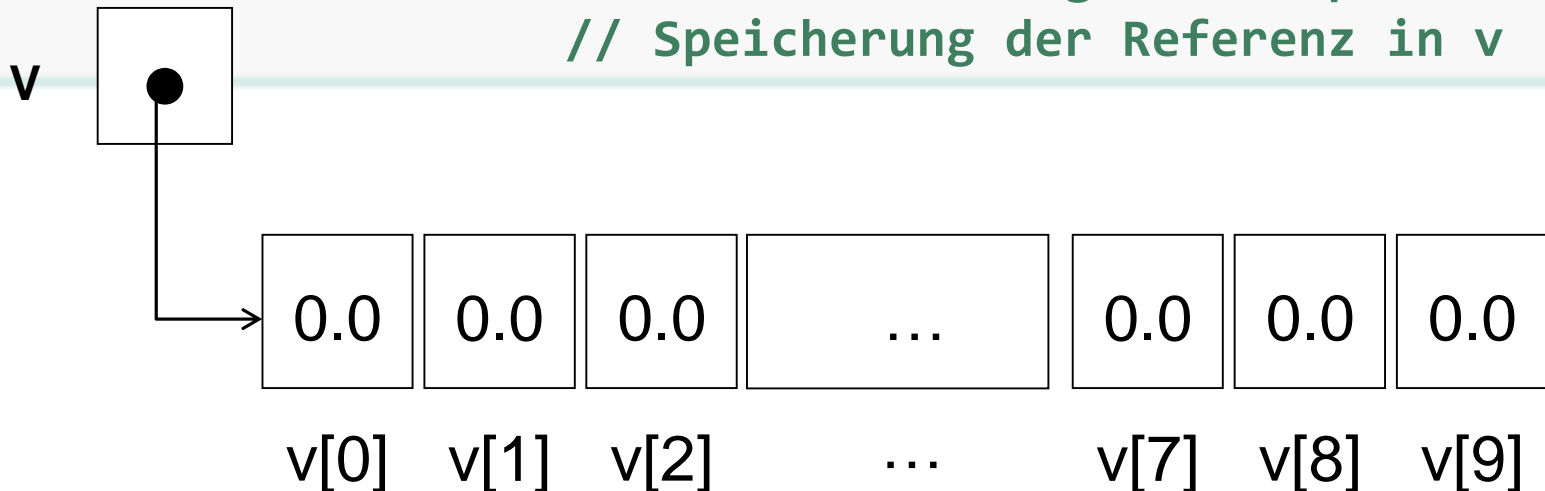 // Speicherung der Referenz in v
v
0.0 0.0 0.0 … 0.0 0.0 0.0
v[0] v[1] v[2] … v[7] v[8] v[9]